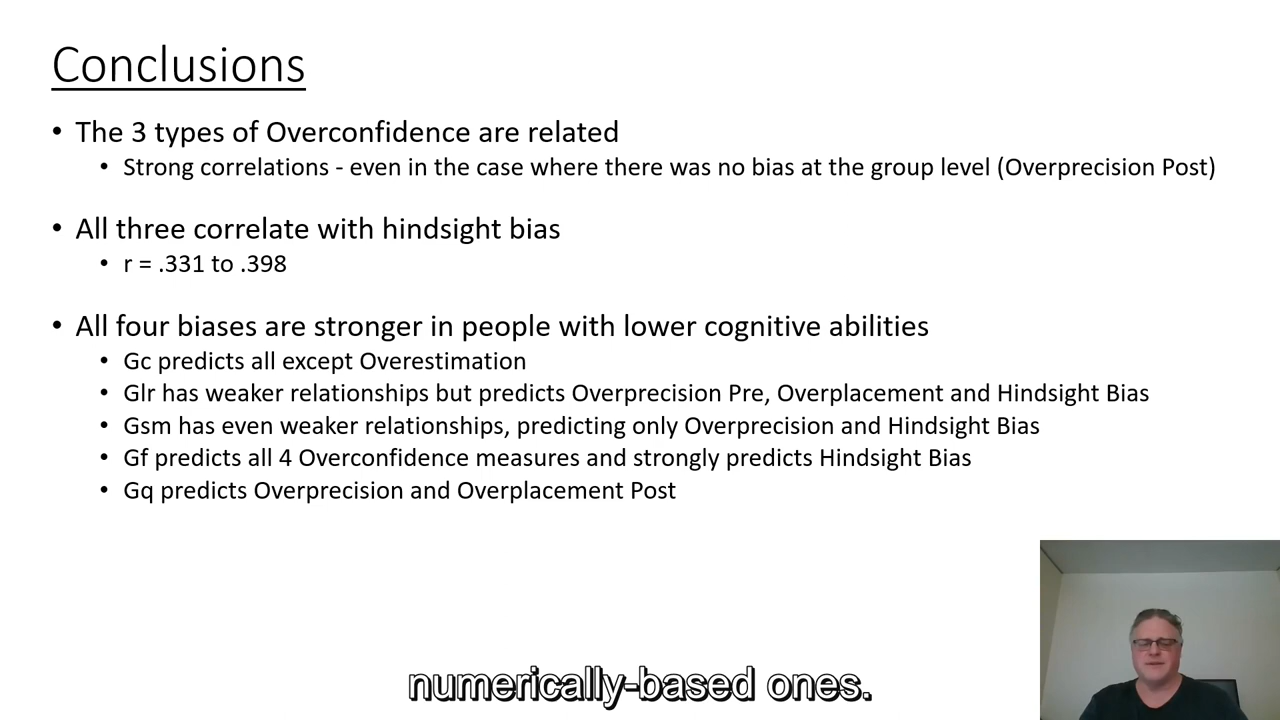 Conclusions
• The 3 types of Overconfidence are related
• Strong correlations - even in the case where there was no bias at the group level (Overprecision Post)
• All three correlate with hindsight bias
• r = .331 to .398
• All four biases are stronger in people with lower cognitive abilities
• Gc predicts all except Overestimation
• Glr has weaker relationships but predicts Overprecision Pre, Overplacement and Hindsight Bias
• Gsm has even weaker relationships, predicting only Overprecision and Hindsight Bias
• Gf predicts all 4 Overconfidence measures and strongly predicts Hindsight Bias
• Gq predicts Overprecision and Overplacement Post
numerically-based ones.